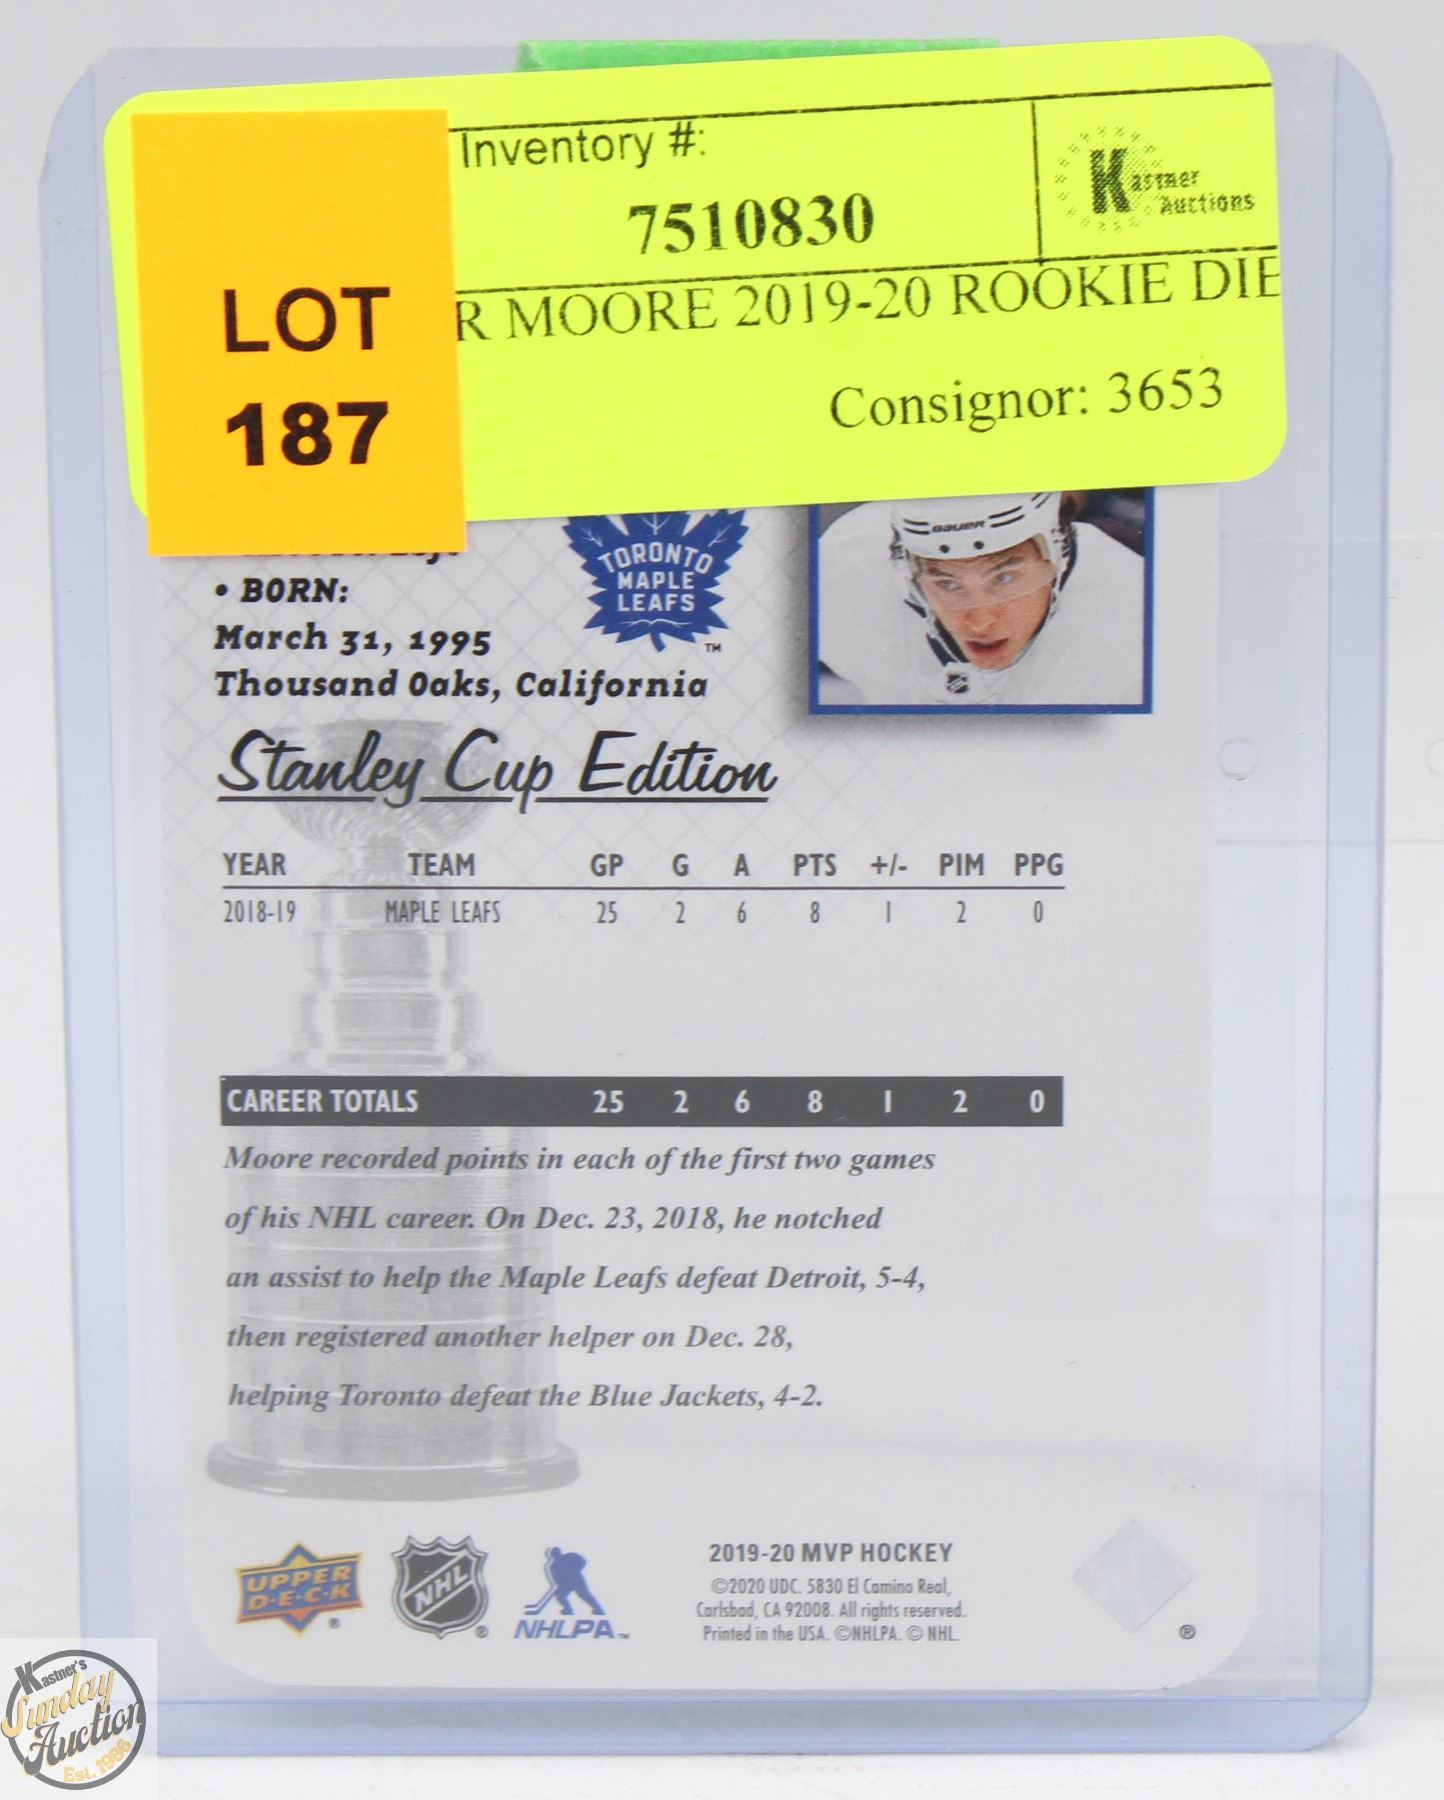 Inventory #:
7510830
Kastner
Auctions
LOT
187
R MOORE 2019-20 ROOKIE DIE
Consignor: 3653
TORONTO
MAPLE
LEAFS
TM
BAUER
• BORN:
March 31, 1995
Thousand Oaks, California
Stanley Cup Edition
YEAR TEAM GP G A PTS +/- PIM PPG
2018-19 MAPLE LEAFS 25 2 6 8 1 2 0
CAREER TOTALS 25 2 6 8 1 2 0
Moore recorded points in each of the first two games
of his NHL career. On Dec. 23, 2018, he notched
an assist to help the Maple Leafs defeat Detroit, 5-4,
then registered another helper on Dec. 28,
helping Toronto defeat the Blue Jackets, 4-2.
UPPER
D·E·C·K
®
NHL
®
NHLPA™
2019-20 MVP HOCKEY
©2020 UDC. 5830 El Camino Real,
Carlsbad, CA 92008. All rights reserved.
Printed in the USA. ©NHLPA. © NHL.
®
Kastner's
Sunday
Auction
Est. 1986